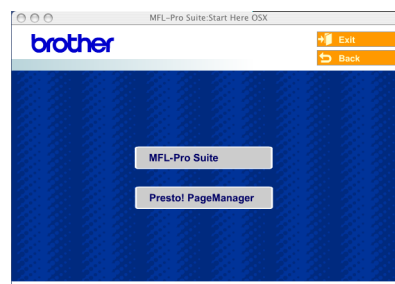 MFL-Pro Suite:Start Here OSX
brother
Exit
Back
MFL-Pro Suite
Presto! PageManager